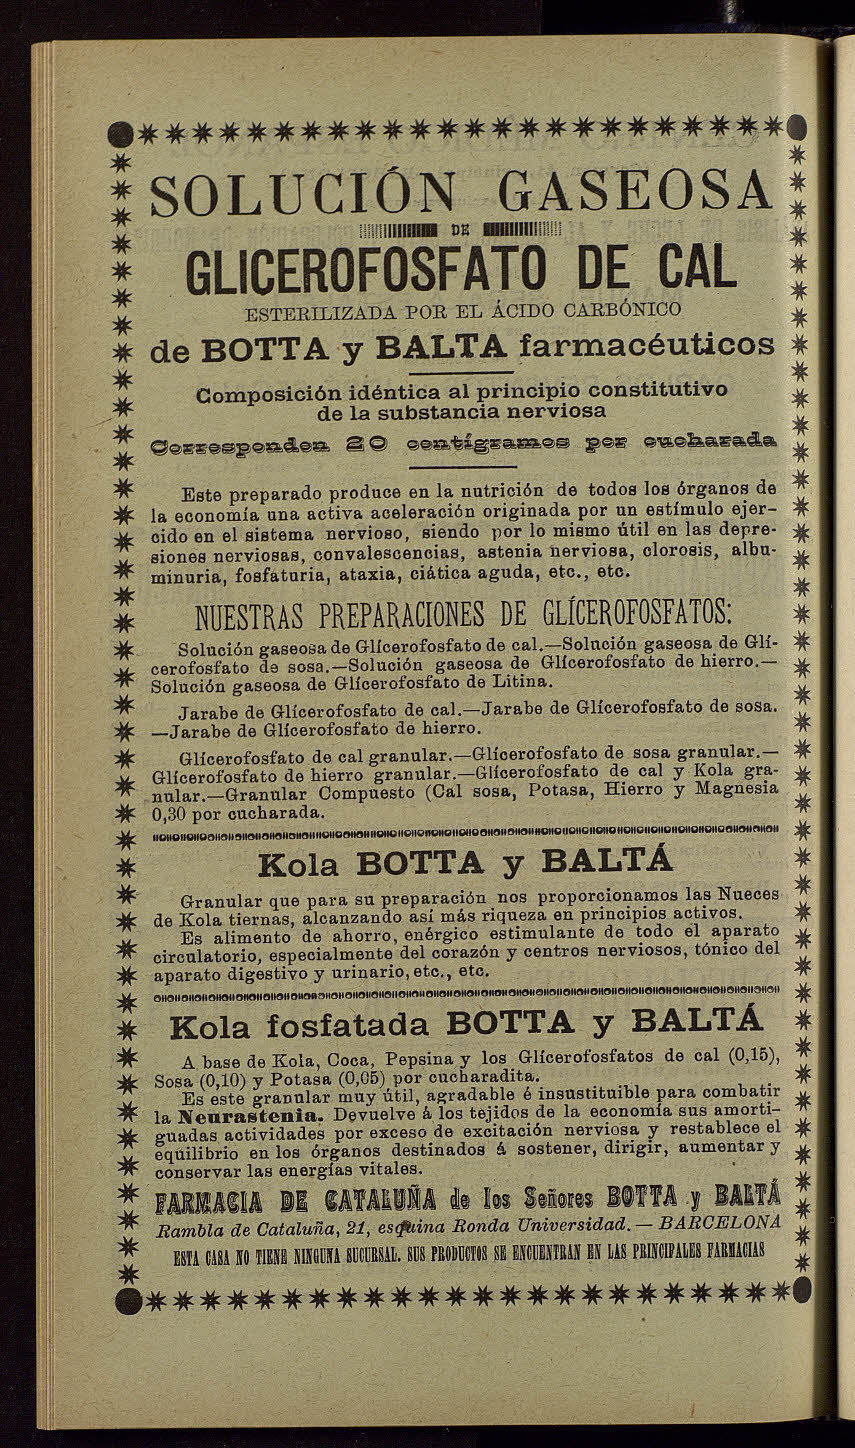 SOLUCIÓN GASEOSA
DE
GLICEROFOSFATO DE CAL
ESTERILIZADA POR EL ÁCIDO CARBÓNICO
de BOTTA y BALTA farmacéuticos
Composición idéntica al principio constitutivo
de la substancia nerviosa
Corresponden 20 centígramos por cucharada
Este preparado produce en la nutrición de todos los órganos de
la economía una activa aceleración originada por un estímulo ejer-
cido en el sistema nervioso, siendo por lo mismo útil en las depre-
siones nerviosas, convalescencias, astenia nerviosa, clorosis, albu-
minuria, fosfaturia, ataxia, ciática aguda, etc., etc.
NUESTRAS PREPARACIONES DE GLÍCEROFOSFATOS:
Solución gaseosa de Glícerofosfato de cal.—Solución gaseosa de Glí-
cerofosfato de sosa.—Solución gaseosa de Glícerofosfato de hierro.—
Solución gaseosa de Glícerofosfato de Litina.
Jarabe de Glícerofosfato de cal.—Jarabe de Glícerofosfato de sosa.
—Jarabe de Glícerofosfato de hierro.
Glícerofosfato de cal granular.—Glícerofosfato de sosa granular.—
Glícerofosfato de hierro granular.—Glícerofosfato de cal y Kola gra-
nular.—Granular Compuesto (Cal sosa, Potasa, Hierro y Magnesia
0,30 por cucharada.
Kola BOTTA y BALTÁ
Granular que para su preparación nos proporcionamos las Nueces
de Kola tiernas, alcanzando así más riqueza en principios activos.
Es alimento de ahorro, enérgico estimulante de todo el aparato
circulatorio, especialmente del corazón y centros nerviosos, tónico del
aparato digestivo y urinario, etc., etc.
Kola fosfatada BOTTA y BALTÁ
A base de Kola, Coca, Pepsina y los Glícerofosfatos de cal (0,15),
Sosa (0,10) y Potasa (0,05) por cucharadita.
Es este granular muy útil, agradable é insustituible para combatir
la Neurastenia. Devuelve á los tejidos de la economía sus amorti-
guadas actividades por exceso de excitación nerviosa y restablece el
equilibrio en los órganos destinados á sostener, dirigir, aumentar y
conservar las energías vitales.
FARMACIA DE CATALUÑA de los Señores BOTTA y BALTÁ
Rambla de Cataluña, 21, esquina Ronda Universidad. — BARCELONA
ESTA CASA NO TIENE NINGUNA SUCURSAL. SUS PRODUCTOS SE ENCUENTRAN EN LAS PRINCIPALES FARMACIAS